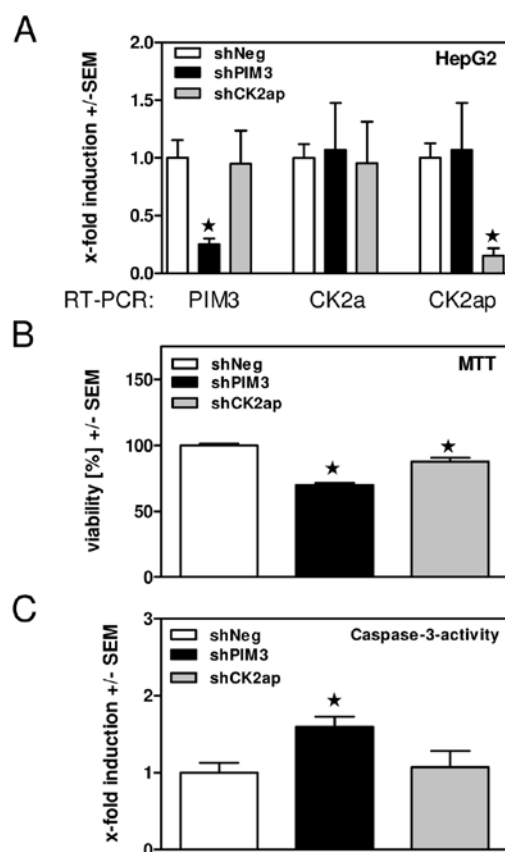 A
x-fold induction +/-SEM
2.0
1.5
1.0
0.5
0.0
shNeg
shPIM3
shCK2ap
HepG2
★
★
RT-PCR: PIM3 CK2a CK2ap
B
viability [%] +/- SEM
150
100
50
0
shNeg
shPIM3
shCK2ap
MTT
★
★
C
x-fold induction +/- SEM
3
2
1
0
shNeg
shPIM3
shCK2ap
Caspase-3-activity
★